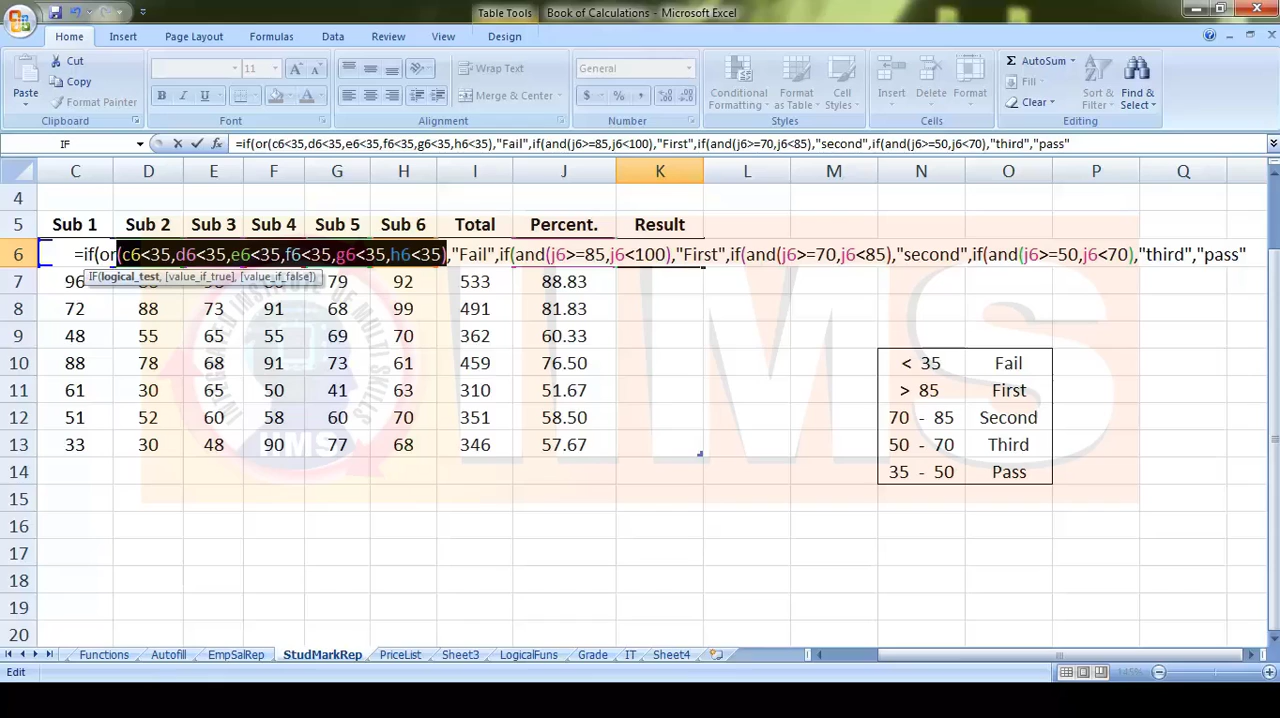 Table Tools Book of Calculations - Microsoft Excel
Home Insert Page Layout Formulas Data Review View Design
Paste Cut Copy Format Painter Clipboard
11 B I U Font
Wrap Text Merge & Center Alignment
General $ % , Number
Conditional Formatting Format as Table Cell Styles Styles
Insert Delete Format Cells
AutoSum Fill Clear Sort & Filter Find & Select Editing
IF =if(or(c6<35,d6<35,e6<35,f6<35,g6<35,h6<35),"Fail",if(and(j6>=85,j6<100),"First",if(and(j6>=70,j6<85),"second",if(and(j6>=50,j6<70),"third","pass"
C D E F G H I J K L M N O P Q
4
5 Sub 1 Sub 2 Sub 3 Sub 4 Sub 5 Sub 6 Total Percent. Result
6 =if(or(c6<35,d6<35,e6<35,f6<35,g6<35,h6<35),"Fail",if(and(j6>=85,j6<100),"First",if(and(j6>=70,j6<85),"second",if(and(j6>=50,j6<70),"third","pass"
IF(logical_test, [value_if_true], [value_if_false])
7 96 79 92 533 88.83
8 72 88 73 91 68 99 491 81.83
9 48 55 65 55 69 70 362 60.33
10 88 78 68 91 73 61 459 76.50 < 35 Fail
11 61 30 65 50 41 63 310 51.67 > 85 First
12 51 52 60 58 60 70 351 58.50 70 - 85 Second
13 33 30 48 90 77 68 346 57.67 50 - 70 Third
14 35 - 50 Pass
15
16
17
18
19
20
INTEGRATED INSTITUTE OF MULTI SKILLS
IIMS
IIMS
Functions Autofill EmpSalRep StudMarkRep PriceList Sheet3 LogicalFuns Grade IT Sheet4
Edit 145%